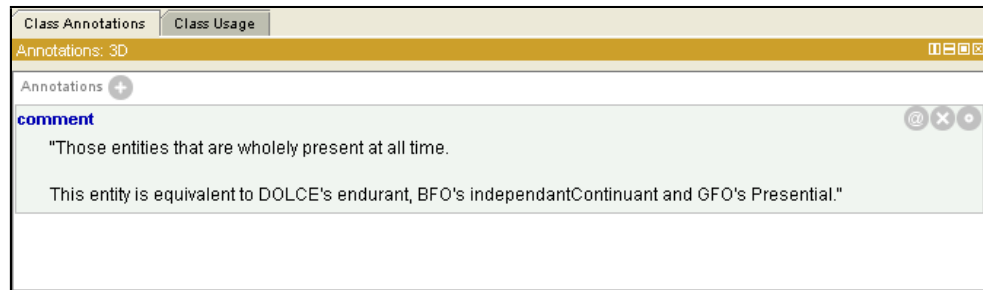 Class Annotations Class Usage
Annotations: 3D
Annotations
comment
"Those entities that are wholely present at all time.
This entity is equivalent to DOLCE's endurant, BFO's independantContinuant and GFO's Presential."